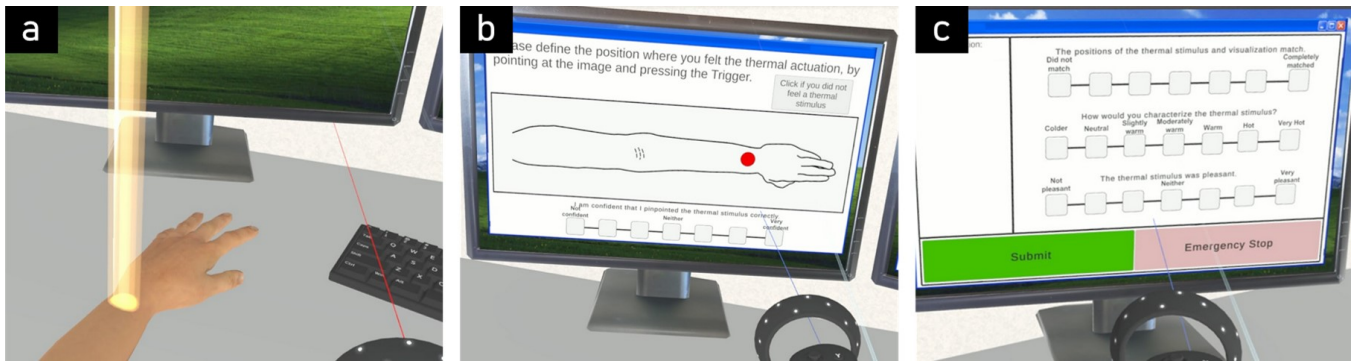 a
b
ase define the position where you felt the thermal actuation, by
pointing at the image and pressing the Trigger.
Click if you did not
feel a thermal
stimulus
I am confident that I pinpointed the thermal stimulus correctly
Not
confident
Neither
Very
confident
c
The positions of the thermal stimulus and visualization match.
Did not
match
Completely
matched
How would you characterize the thermal stimulus?
Colder
Neutral
Slightly
warm
Moderately
warm
Warm
Hot
Very Hot
The thermal stimulus was pleasant.
Not
pleasant
Neither
Very
pleasant
Submit
Emergency Stop